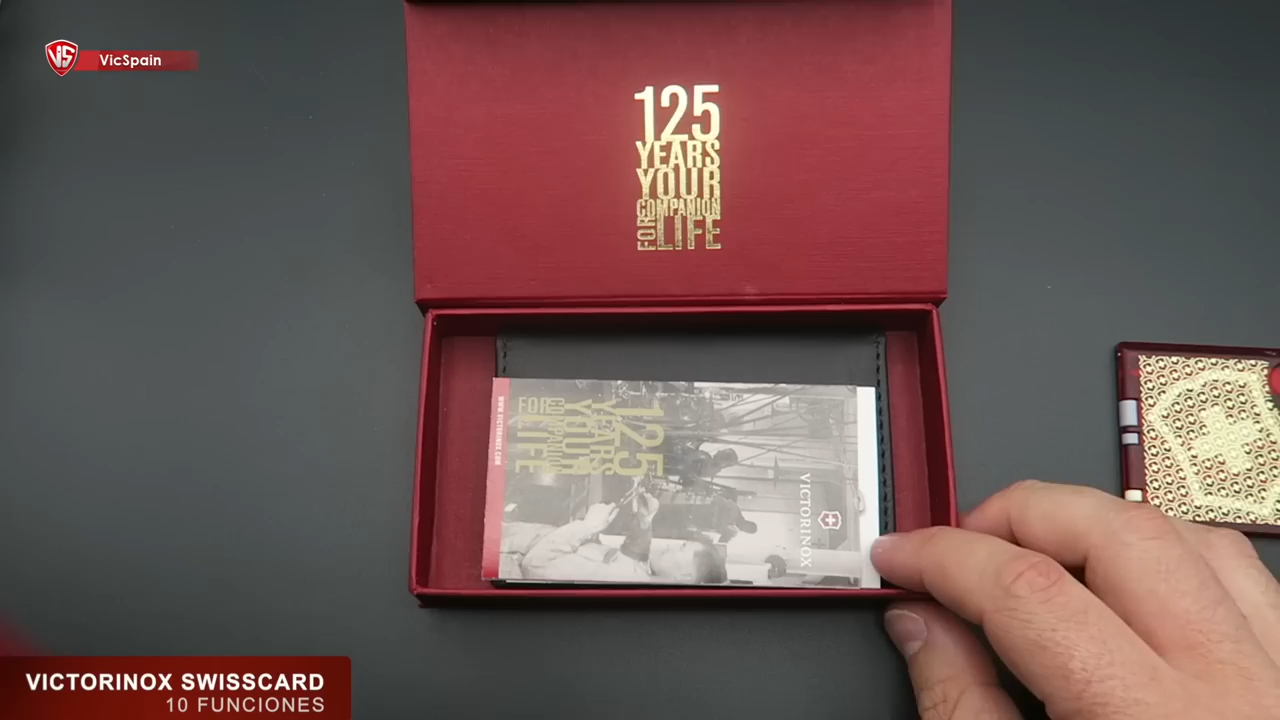 VicSpain
125
YEARS
YOUR
COMPANION
FOR LIFE
WWW.VICTORINOX.COM
125
YEARS
YOUR
COMPANION
FOR LIFE
VICTORINOX
VICTORINOX SWISSCARD
10 FUNCIONES